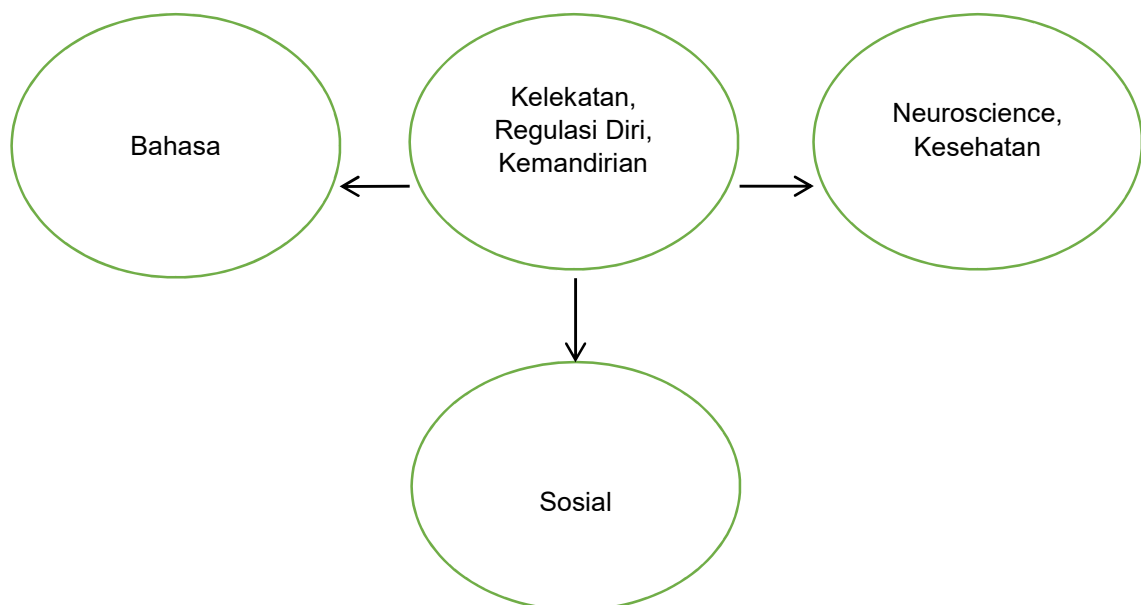 Bahasa
Kelekatan,
Regulasi Diri,
Kemandirian
Neuroscience,
Kesehatan
Sosial